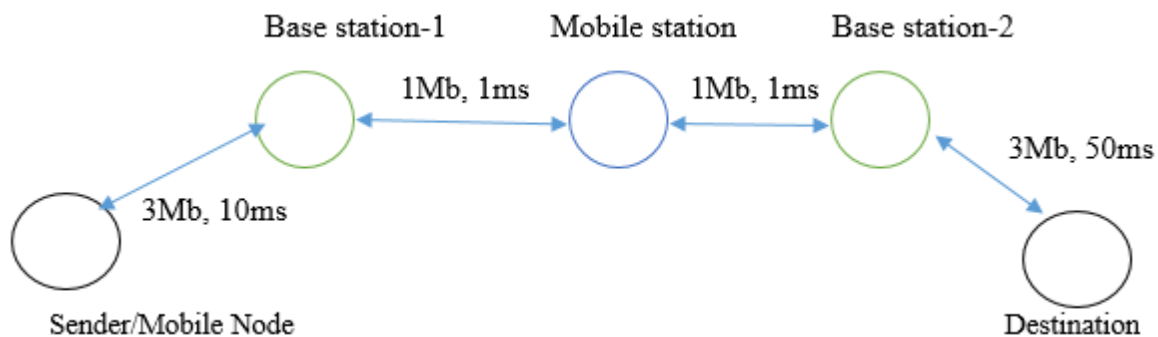 Base station-1
Mobile station
Base station-2
1Mb, 1ms
1Mb, 1ms
3Mb, 50ms
3Mb, 10ms
Sender/Mobile Node
Destination